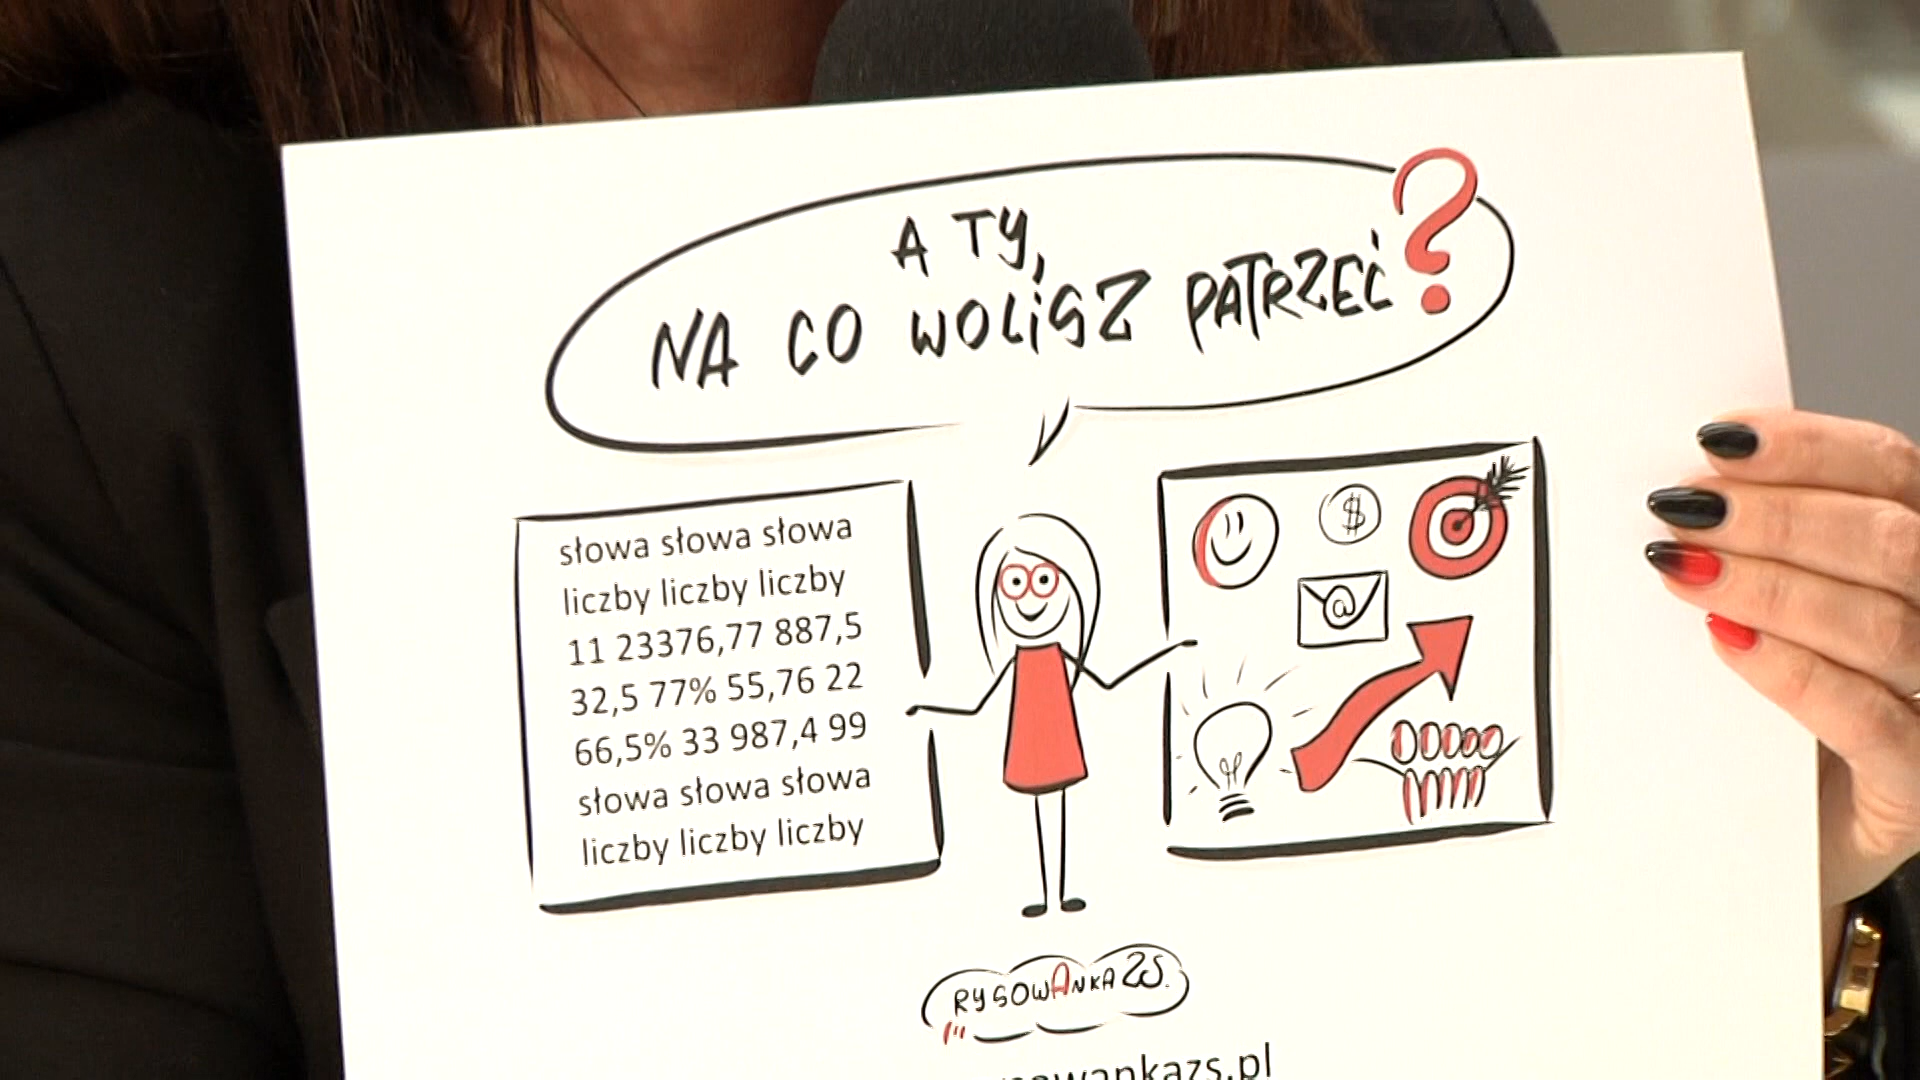 A TY,
NA CO WOLISZ PATRZEĆ?
słowa słowa słowa
liczby liczby liczby
11 23376,77 887,5
32,5 77% 55,76 22
66,5% 33 987,4 99
słowa słowa słowa
liczby liczby liczby
$
@
RYSOWANKA ZS.